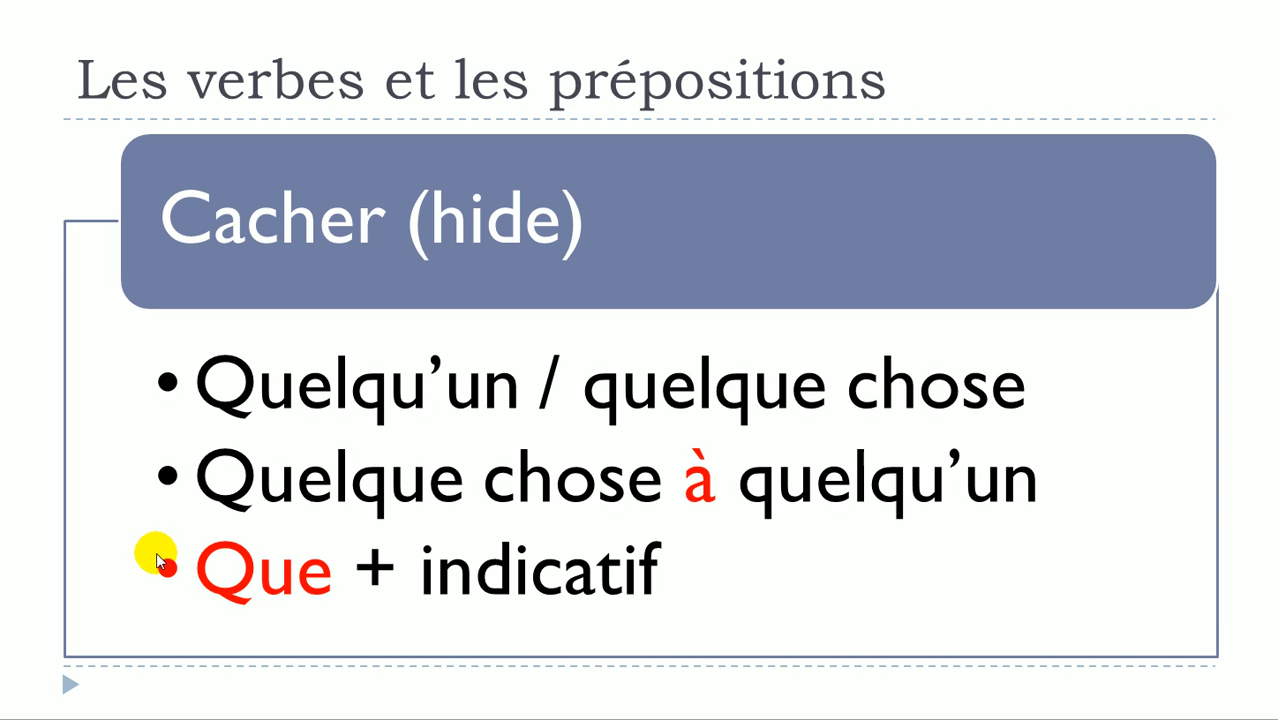 Les verbes et les prépositions
Cacher (hide)
• Quelqu’un / quelque chose
• Quelque chose à quelqu’un
• Que + indicatif